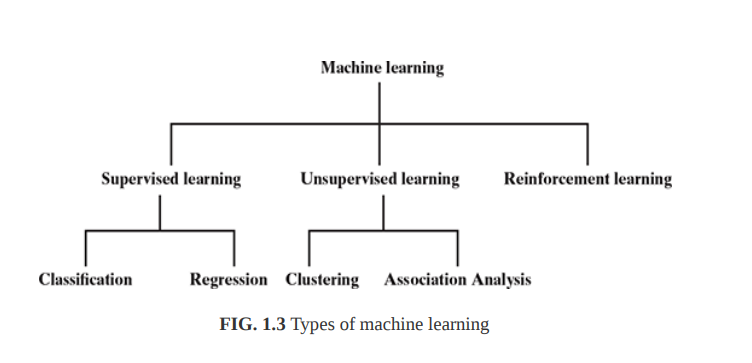 Machine learning
Supervised learning Unsupervised learning Reinforcement learning
Classification Regression Clustering Association Analysis
FIG. 1.3 Types of machine learning